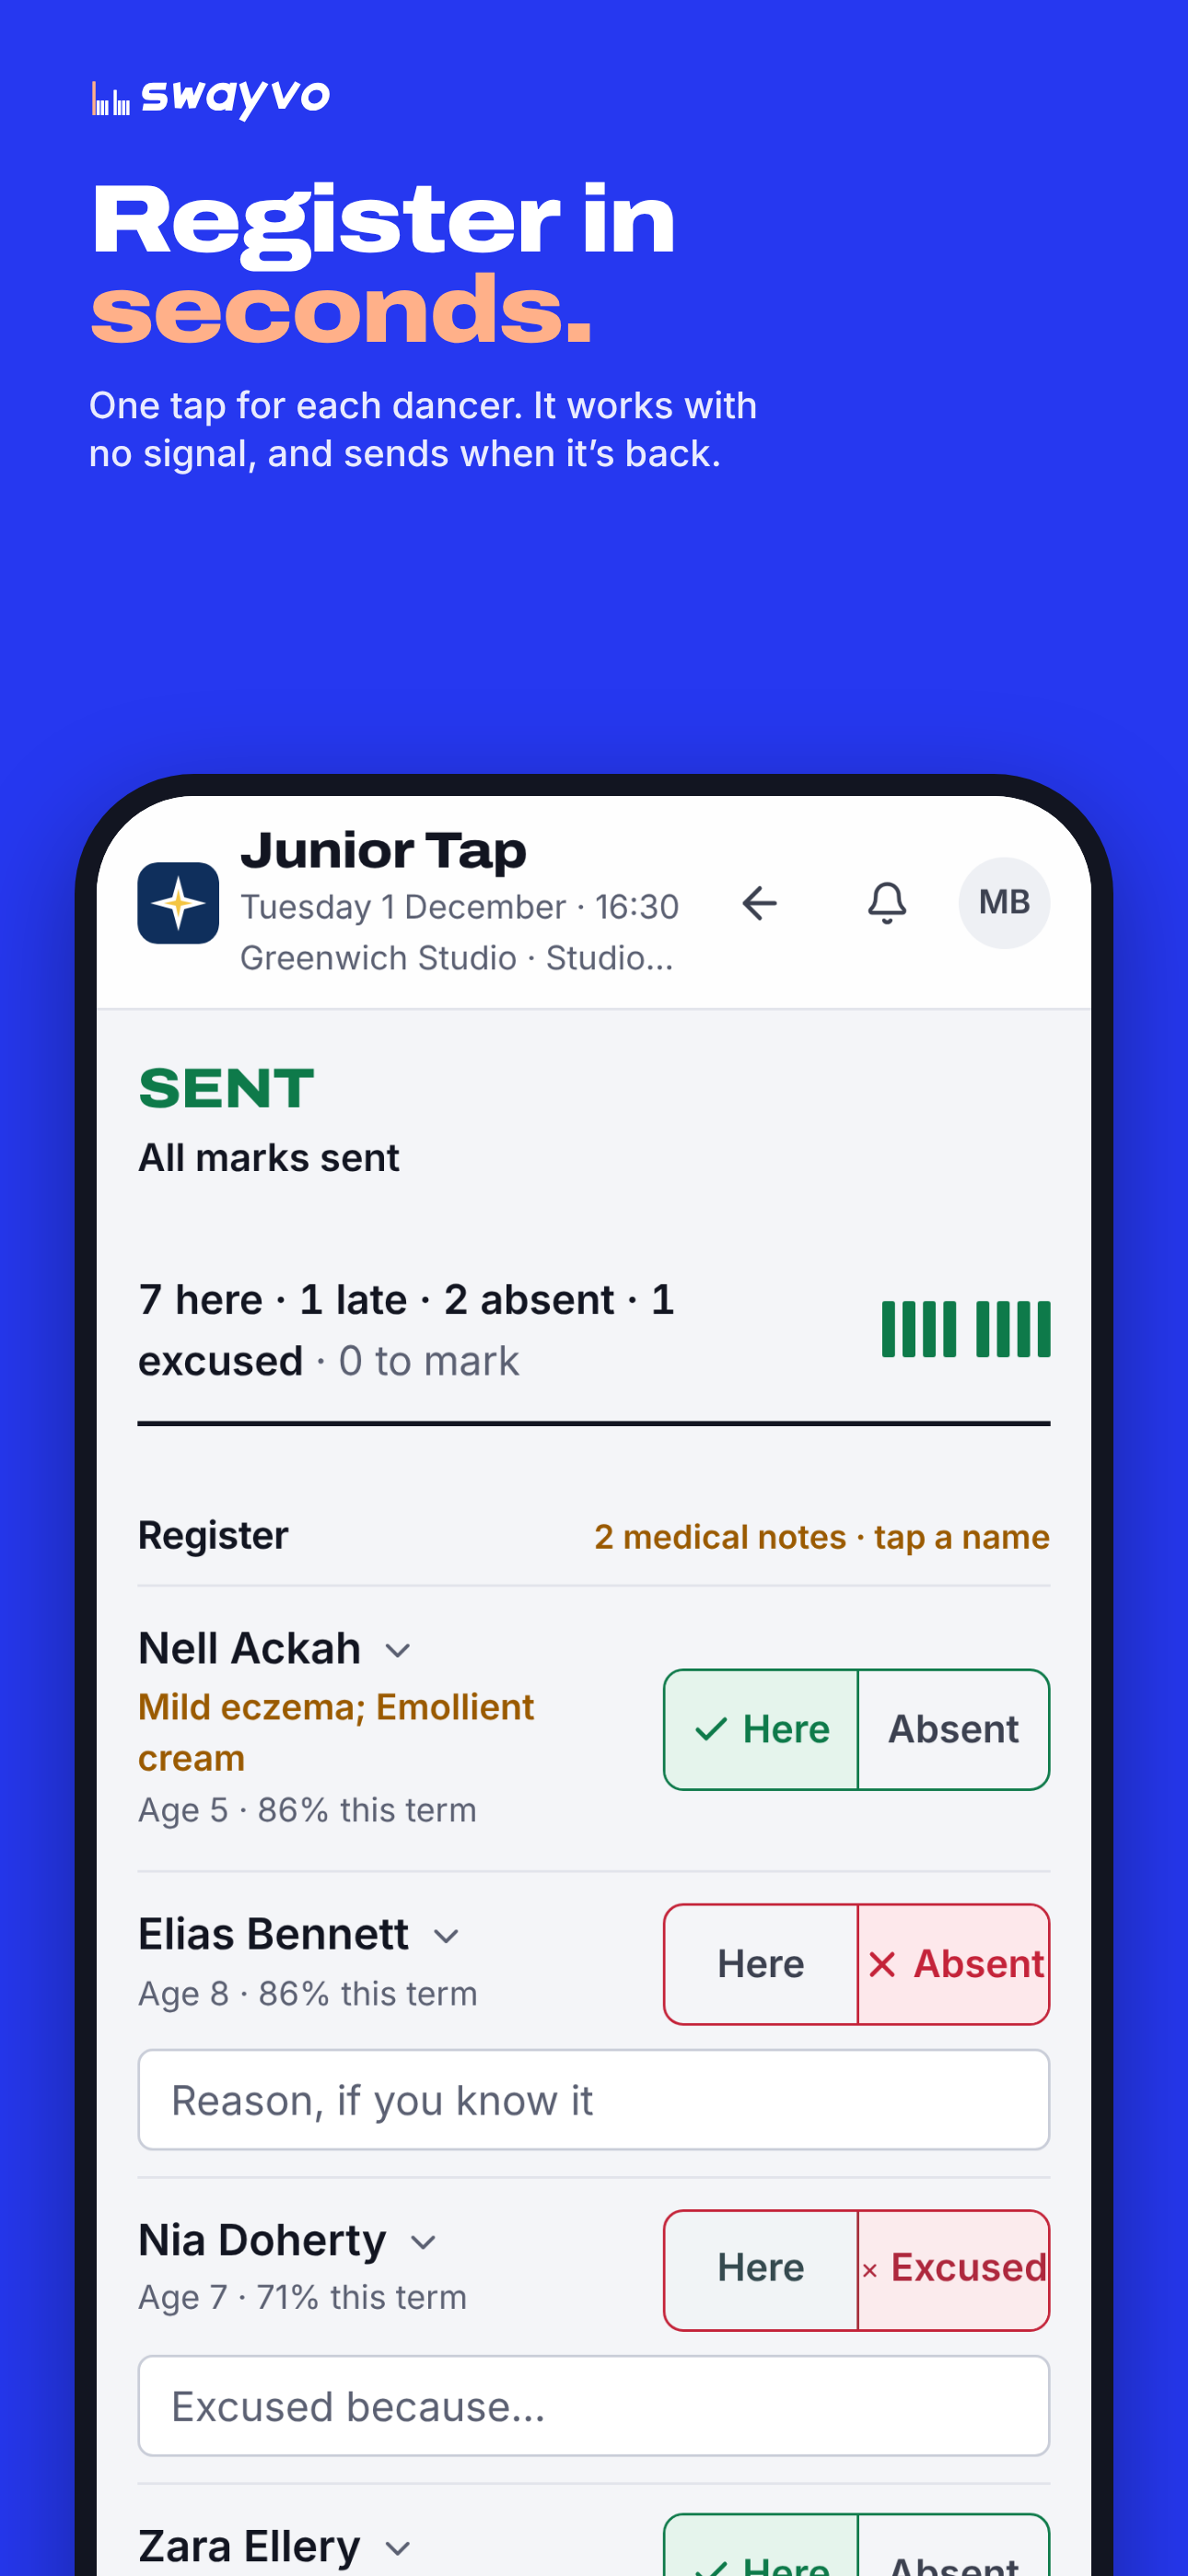 swayvo
Register in
seconds.
One tap for each dancer. It works with
no signal, and sends when it’s back.
Junior Tap
Tuesday 1 December · 16:30
Greenwich Studio · Studio...
MB
SENT
All marks sent
7 here · 1 late · 2 absent · 1
excused · 0 to mark
Register
2 medical notes · tap a name
Nell Ackah
Mild eczema; Emollient
cream
Age 5 · 86% this term
Here
Absent
Elias Bennett
Age 8 · 86% this term
Here
Absent
Reason, if you know it
Nia Doherty
Age 7 · 71% this term
Here
Excused
Excused because...
Zara Ellery
Here
Absent